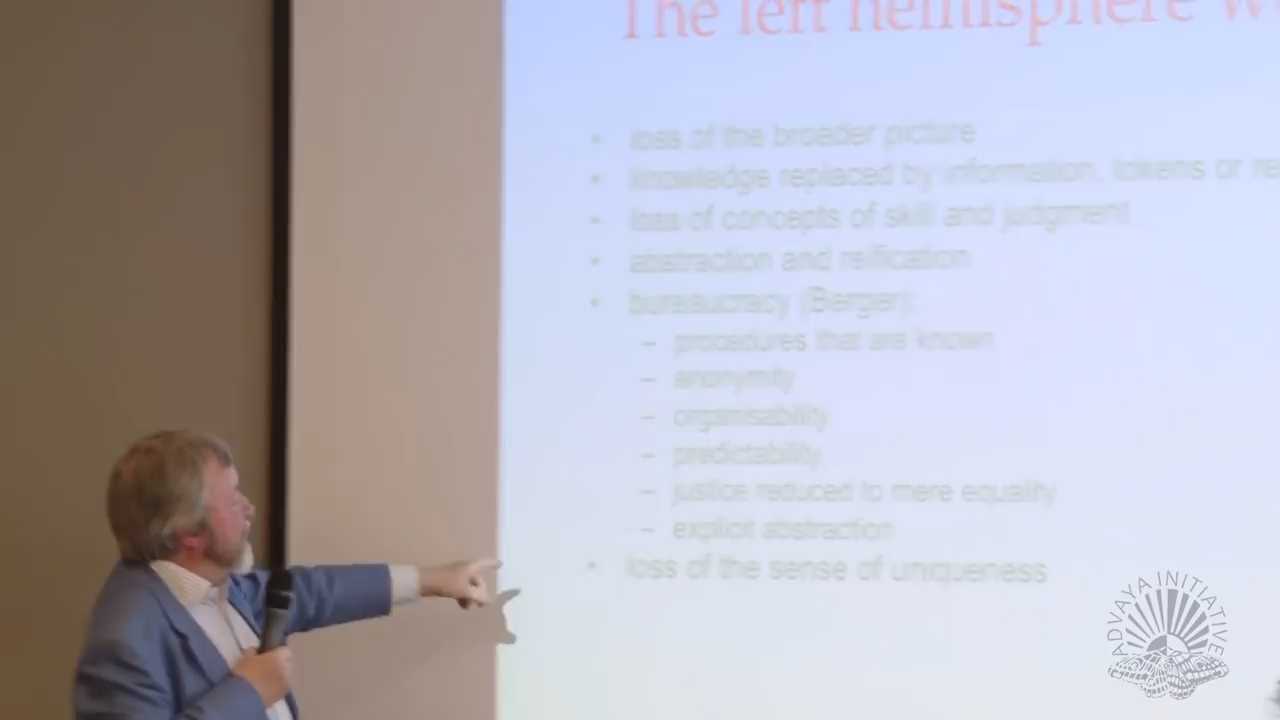 The left hemisphere
• loss of the broader picture
• knowledge replaced by information, tokens or
• loss of concepts of skill and judgment
• abstraction and reification
• bureaucracy (Berger)
– procedures that are known
– anonymity
– organisability
– predictability
– justice reduced to mere equality
– explicit abstraction
• loss of the sense of uniqueness
ADVAYA INITIATIVE